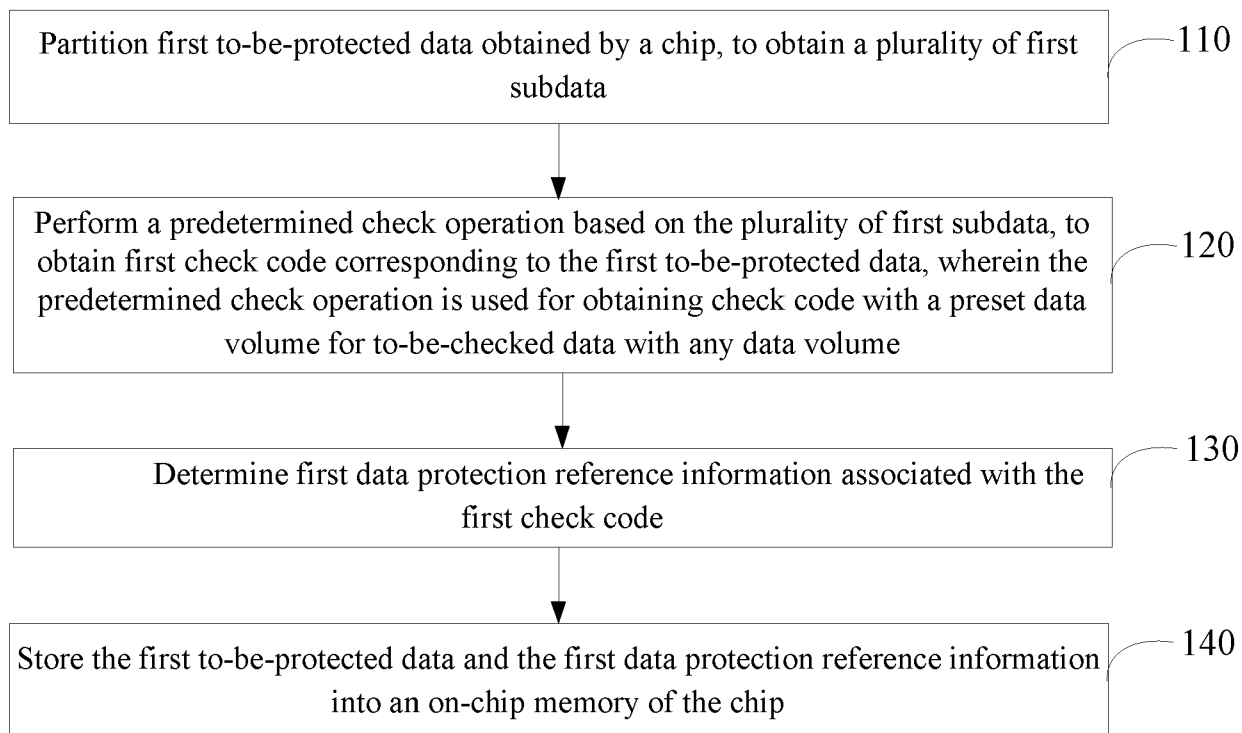 Partition first to-be-protected data obtained by a chip, to obtain a plurality of first
subdata
110
Perform a predetermined check operation based on the plurality of first subdata, to
obtain first check code corresponding to the first to-be-protected data, wherein the
predetermined check operation is used for obtaining check code with a preset data
volume for to-be-checked data with any data volume
120
Determine first data protection reference information associated with the
first check code
130
Store the first to-be-protected data and the first data protection reference information
into an on-chip memory of the chip
140